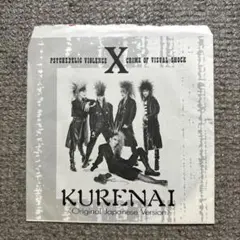 PSYCHEDELIC VIOLENCE X CRIME OF VISUAL SHOCK
KURENAI
Original Japanese Version